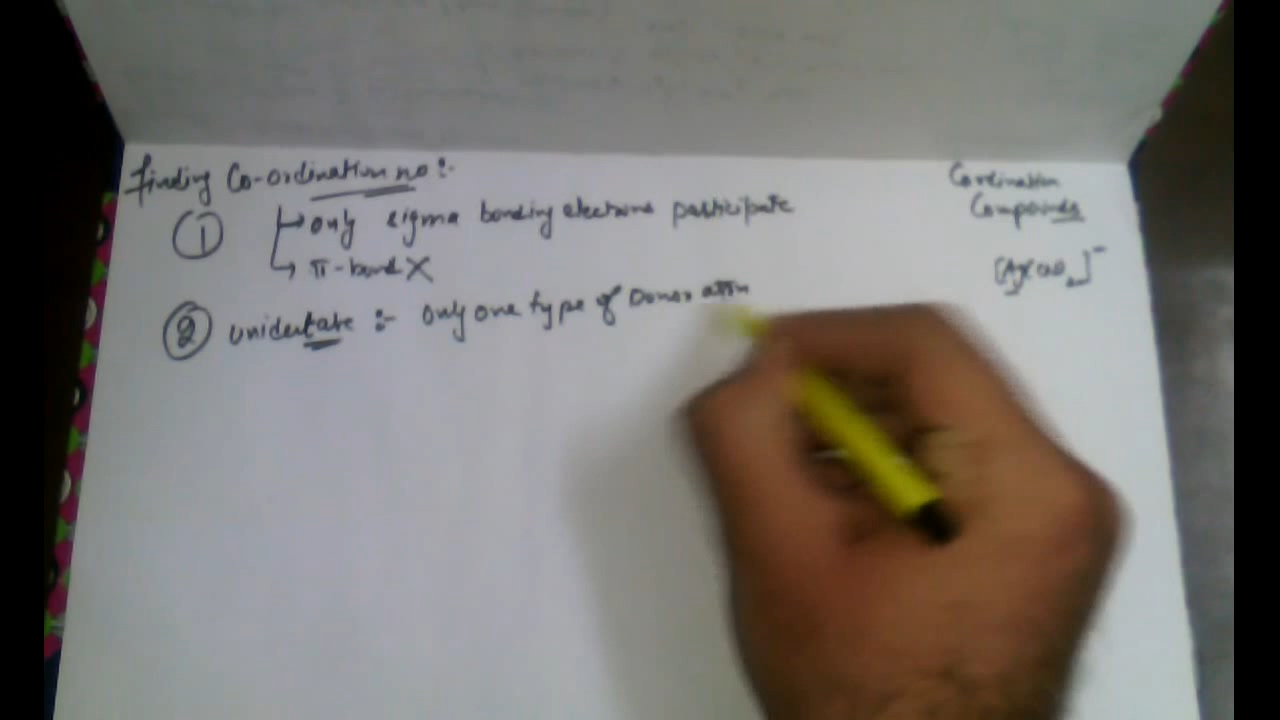 Finding Co-ordination no:-
① only sigma bonding electrons participate
π-bond X
② unidentate :- only one type of Donor atom
Cordination
Compounds